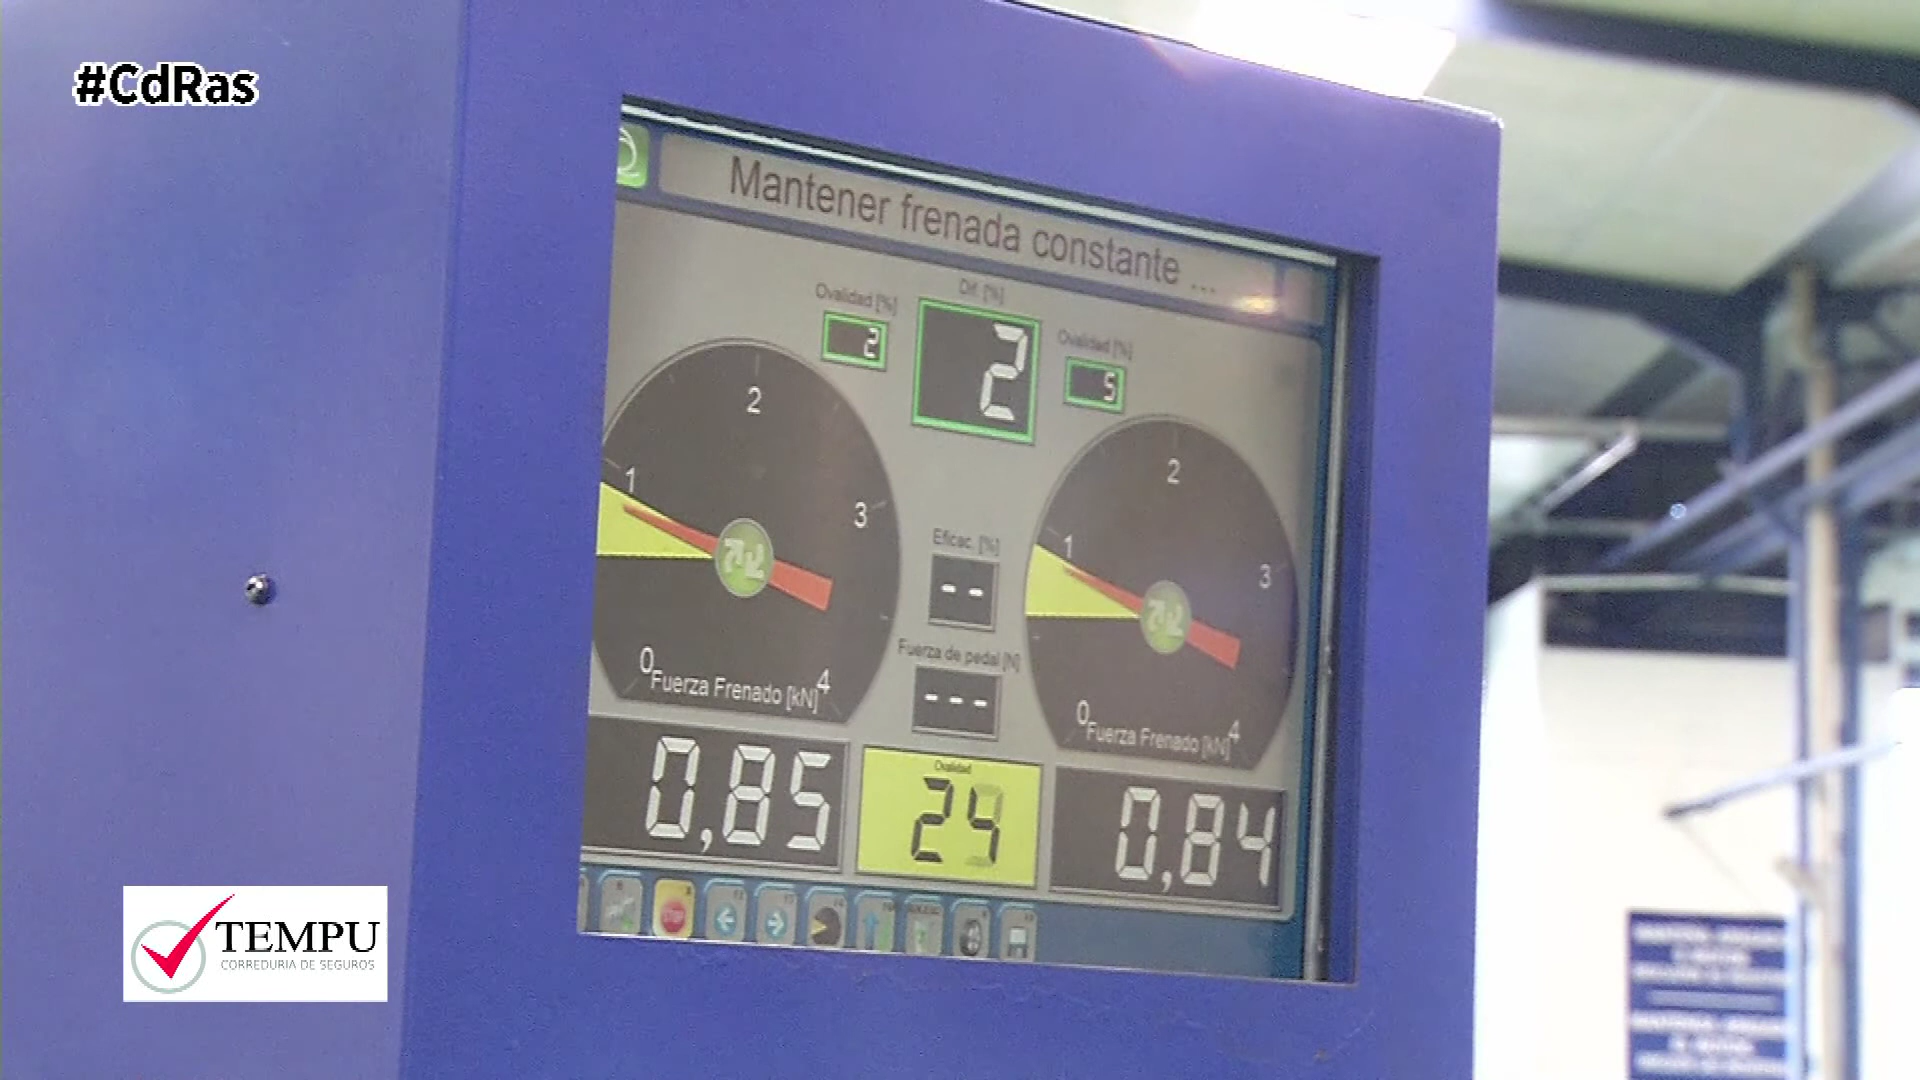 #CdRas
Mantener frenada constante ...
Ovalidad [%]
Dif. [%]
Ovalidad [%]
2
2
5
1
2
3
0
4
Fuerza Frenado [kN]
1
2
3
0
4
Fuerza Frenado [kN]
Eficac. [%]
--
Fuerza de pedal [N]
---
0,85
Ovalidad
24
0,84
STOP
TEMPU
CORREDURIA DE SEGUROS